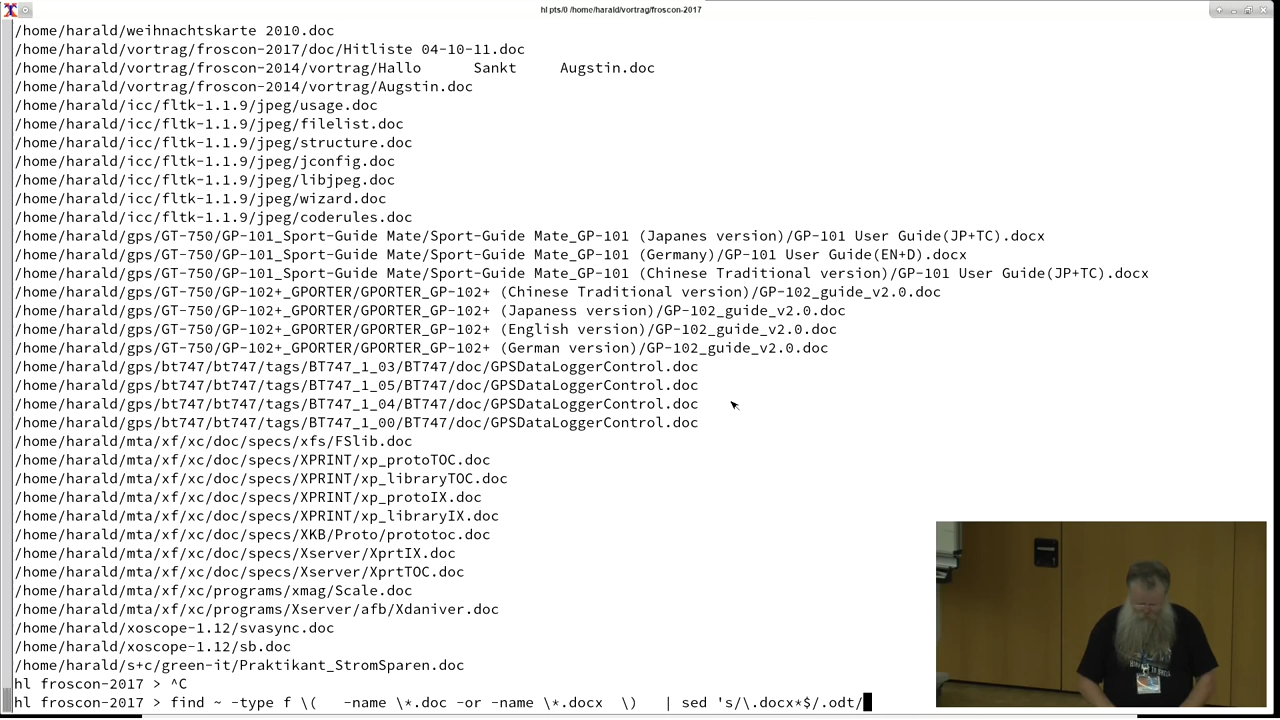 hl pts/0 /home/harald/vortrag/froscon-2017
/home/harald/weihnachtskarte 2010.doc
/home/harald/vortrag/froscon-2017/doc/Hitliste 04-10-11.doc
/home/harald/vortrag/froscon-2014/vortrag/Hallo      Sankt     Augstin.doc
/home/harald/vortrag/froscon-2014/vortrag/Augstin.doc
/home/harald/icc/fltk-1.1.9/jpeg/usage.doc
/home/harald/icc/fltk-1.1.9/jpeg/filelist.doc
/home/harald/icc/fltk-1.1.9/jpeg/structure.doc
/home/harald/icc/fltk-1.1.9/jpeg/jconfig.doc
/home/harald/icc/fltk-1.1.9/jpeg/libjpeg.doc
/home/harald/icc/fltk-1.1.9/jpeg/wizard.doc
/home/harald/icc/fltk-1.1.9/jpeg/coderules.doc
/home/harald/gps/GT-750/GP-101_Sport-Guide Mate/Sport-Guide Mate_GP-101 (Japanes version)/GP-101 User Guide(JP+TC).docx
/home/harald/gps/GT-750/GP-101_Sport-Guide Mate/Sport-Guide Mate_GP-101 (Germany)/GP-101 User Guide(EN+D).docx
/home/harald/gps/GT-750/GP-101_Sport-Guide Mate/Sport-Guide Mate_GP-101 (Chinese Traditional version)/GP-101 User Guide(JP+TC).docx
/home/harald/gps/GT-750/GP-102+_GPORTER/GPORTER_GP-102+ (Chinese Traditional version)/GP-102_guide_v2.0.doc
/home/harald/gps/GT-750/GP-102+_GPORTER/GPORTER_GP-102+ (Japaness version)/GP-102_guide_v2.0.doc
/home/harald/gps/GT-750/GP-102+_GPORTER/GPORTER_GP-102+ (English version)/GP-102_guide_v2.0.doc
/home/harald/gps/GT-750/GP-102+_GPORTER/GPORTER_GP-102+ (German version)/GP-102_guide_v2.0.doc
/home/harald/gps/bt747/bt747/tags/BT747_1_03/BT747/doc/GPSDataLoggerControl.doc
/home/harald/gps/bt747/bt747/tags/BT747_1_05/BT747/doc/GPSDataLoggerControl.doc
/home/harald/gps/bt747/bt747/tags/BT747_1_04/BT747/doc/GPSDataLoggerControl.doc
/home/harald/gps/bt747/bt747/tags/BT747_1_00/BT747/doc/GPSDataLoggerControl.doc
/home/harald/mta/xf/xc/doc/specs/xfs/FSlib.doc
/home/harald/mta/xf/xc/doc/specs/XPRINT/xp_protoTOC.doc
/home/harald/mta/xf/xc/doc/specs/XPRINT/xp_libraryTOC.doc
/home/harald/mta/xf/xc/doc/specs/XPRINT/xp_protoIX.doc
/home/harald/mta/xf/xc/doc/specs/XPRINT/xp_libraryIX.doc
/home/harald/mta/xf/xc/doc/specs/XKB/Proto/prototoc.doc
/home/harald/mta/xf/xc/doc/specs/Xserver/XprtIX.doc
/home/harald/mta/xf/xc/doc/specs/Xserver/XprtTOC.doc
/home/harald/mta/xf/xc/programs/xmag/Scale.doc
/home/harald/mta/xf/xc/programs/Xserver/afb/Xdaniver.doc
/home/harald/xoscope-1.12/svasync.doc
/home/harald/xoscope-1.12/sb.doc
/home/harald/s+c/green-it/Praktikant_StromSparen.doc
hl froscon-2017 > ^C
hl froscon-2017 > find ~ -type f \(   -name \*.doc -or -name \*.docx  \)   | sed 's/\.docx*$/.odt/